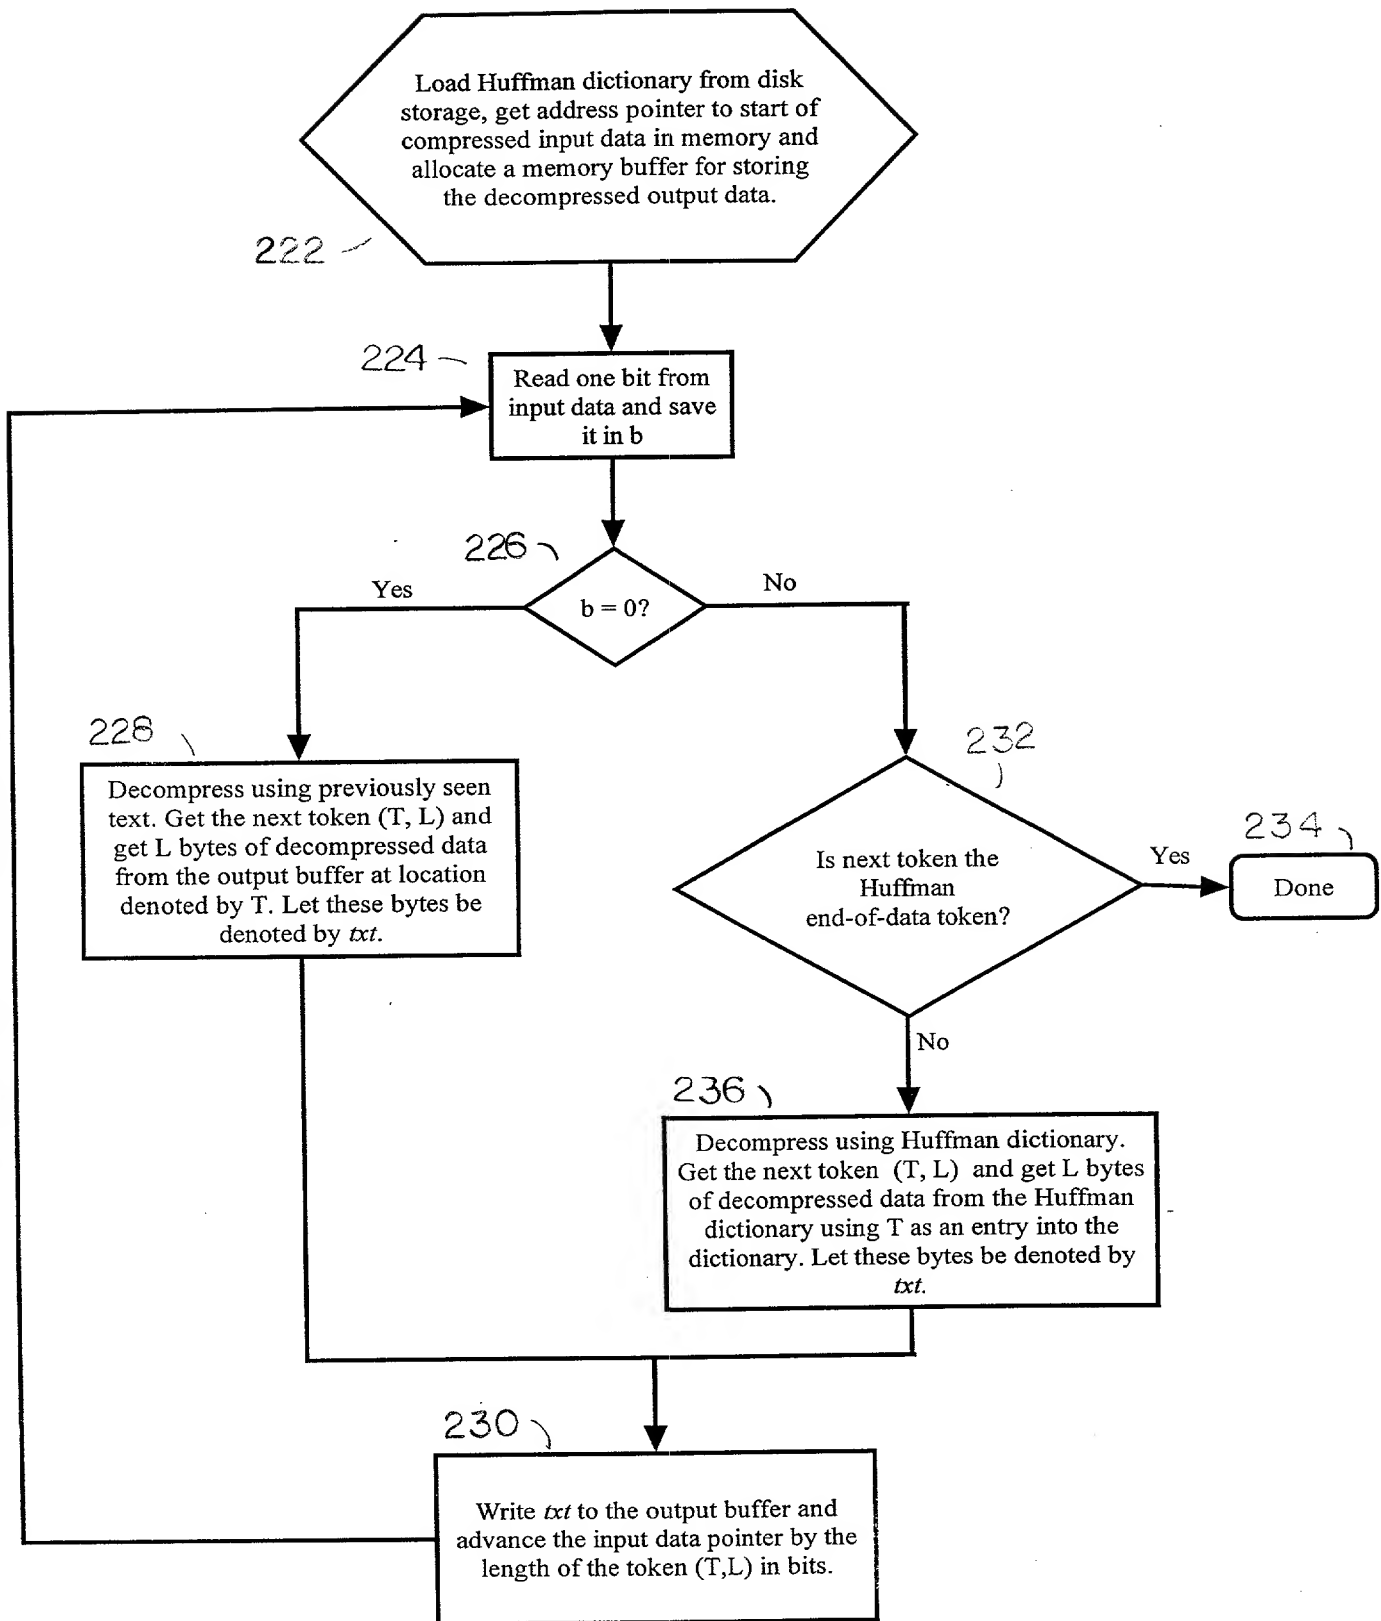 Load Huffman dictionary from disk
storage, get address pointer to start of
compressed input data in memory and
allocate a memory buffer for storing
the decompressed output data.
222
224
Read one bit from
input data and save
it in b
226
Yes
No
b = 0?
228
232
Decompress using previously seen
text. Get the next token (T, L) and
get L bytes of decompressed data
from the output buffer at location
denoted by T. Let these bytes be
denoted by txt.
Is next token the
Huffman
end-of-data token?
Yes
234
Done
No
236
Decompress using Huffman dictionary.
Get the next token (T, L) and get L bytes
of decompressed data from the Huffman
dictionary using T as an entry into the
dictionary. Let these bytes be denoted by
txt.
230
Write txt to the output buffer and
advance the input data pointer by the
length of the token (T,L) in bits.